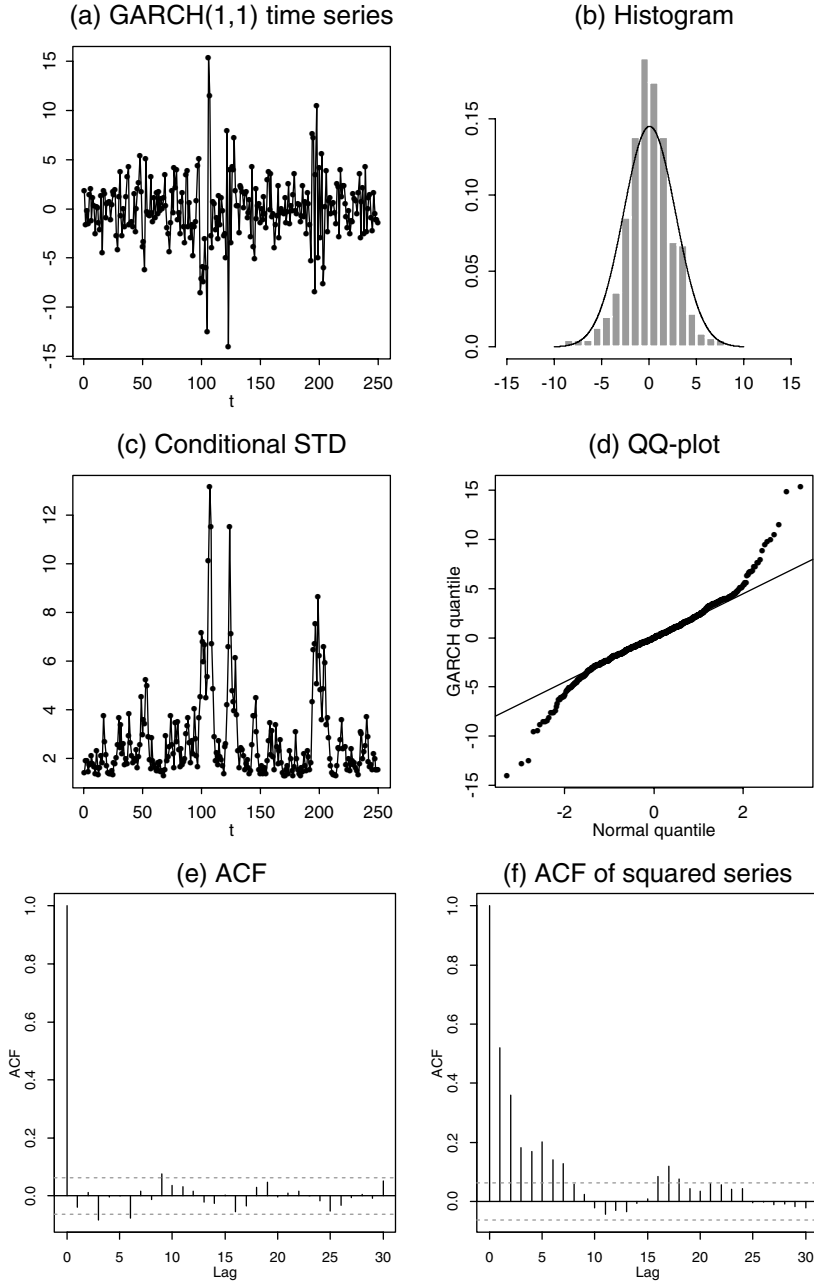 (a) GARCH(1,1) time series
15
10
5
0
-5
-10
-15
0 50 100 150 200 250
t
(b) Histogram
0.15
0.10
0.05
0.0
-15 -10 -5 0 5 10 15
(c) Conditional STD
12
10
8
6
4
2
0 50 100 150 200 250
t
(d) QQ-plot
GARCH quantile
15
10
5
0
-5
-10
-15
-2 0 2
Normal quantile
(e) ACF
ACF
1.0
0.8
0.6
0.4
0.2
0.0
0 5 10 15 20 25 30
Lag
(f) ACF of squared series
ACF
1.0
0.8
0.6
0.4
0.2
0.0
0 5 10 15 20 25 30
Lag